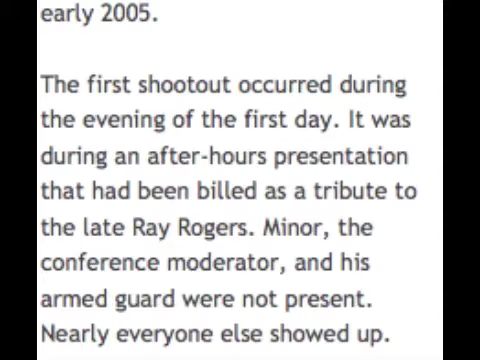 early 2005.
The first shootout occurred during
the evening of the first day. It was
during an after-hours presentation
that had been billed as a tribute to
the late Ray Rogers. Minor, the
conference moderator, and his
armed guard were not present.
Nearly everyone else showed up.